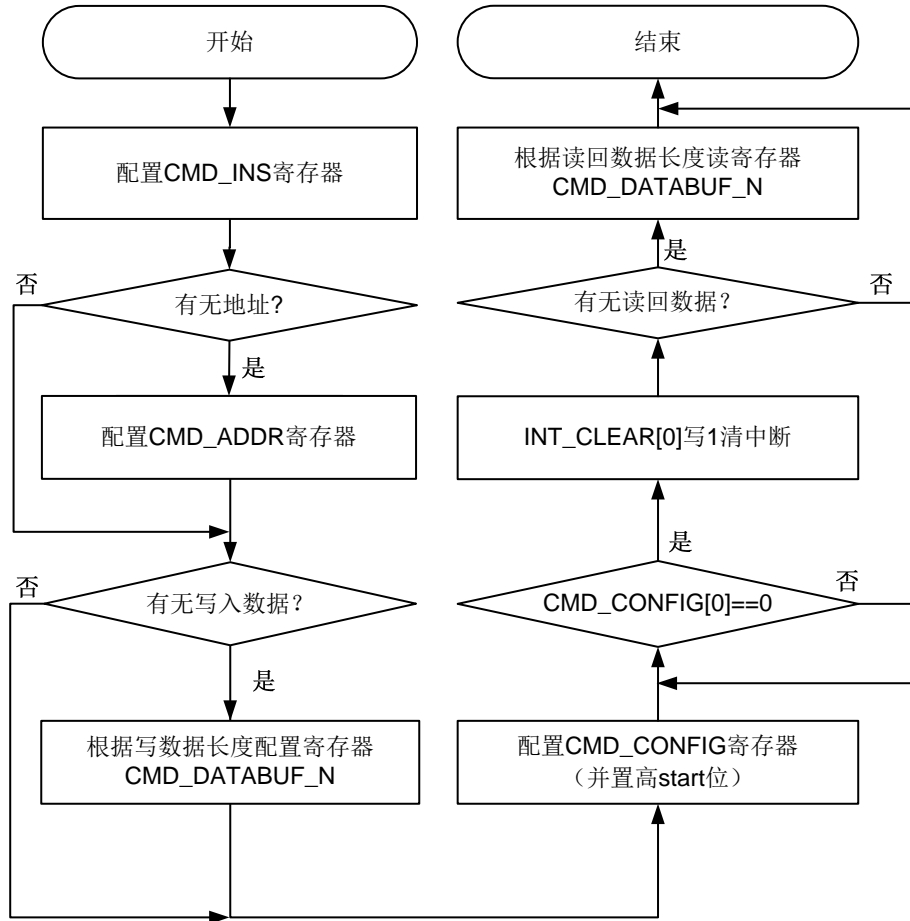 开始
配置CMD_INS寄存器
有无地址?
否
是
配置CMD_ADDR寄存器
有无写入数据？
否
是
根据写数据长度配置寄存器
CMD_DATABUF_N
配置CMD_CONFIG寄存器
（并置高start位）
CMD_CONFIG[0]==0
否
是
INT_CLEAR[0]写1清中断
有无读回数据？
否
是
根据读回数据长度读寄存器
CMD_DATABUF_N
结束